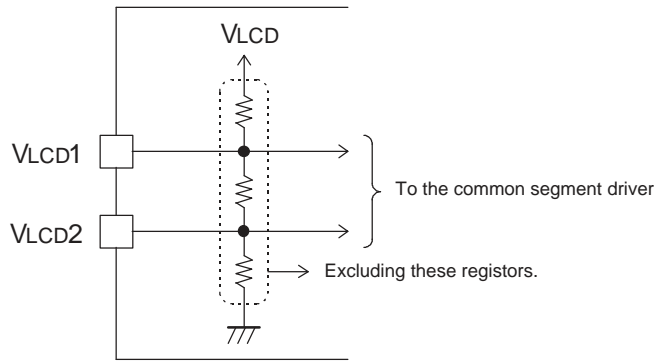 VLCD
VLCD1
To the common segment driver
VLCD2
Excluding these registors.